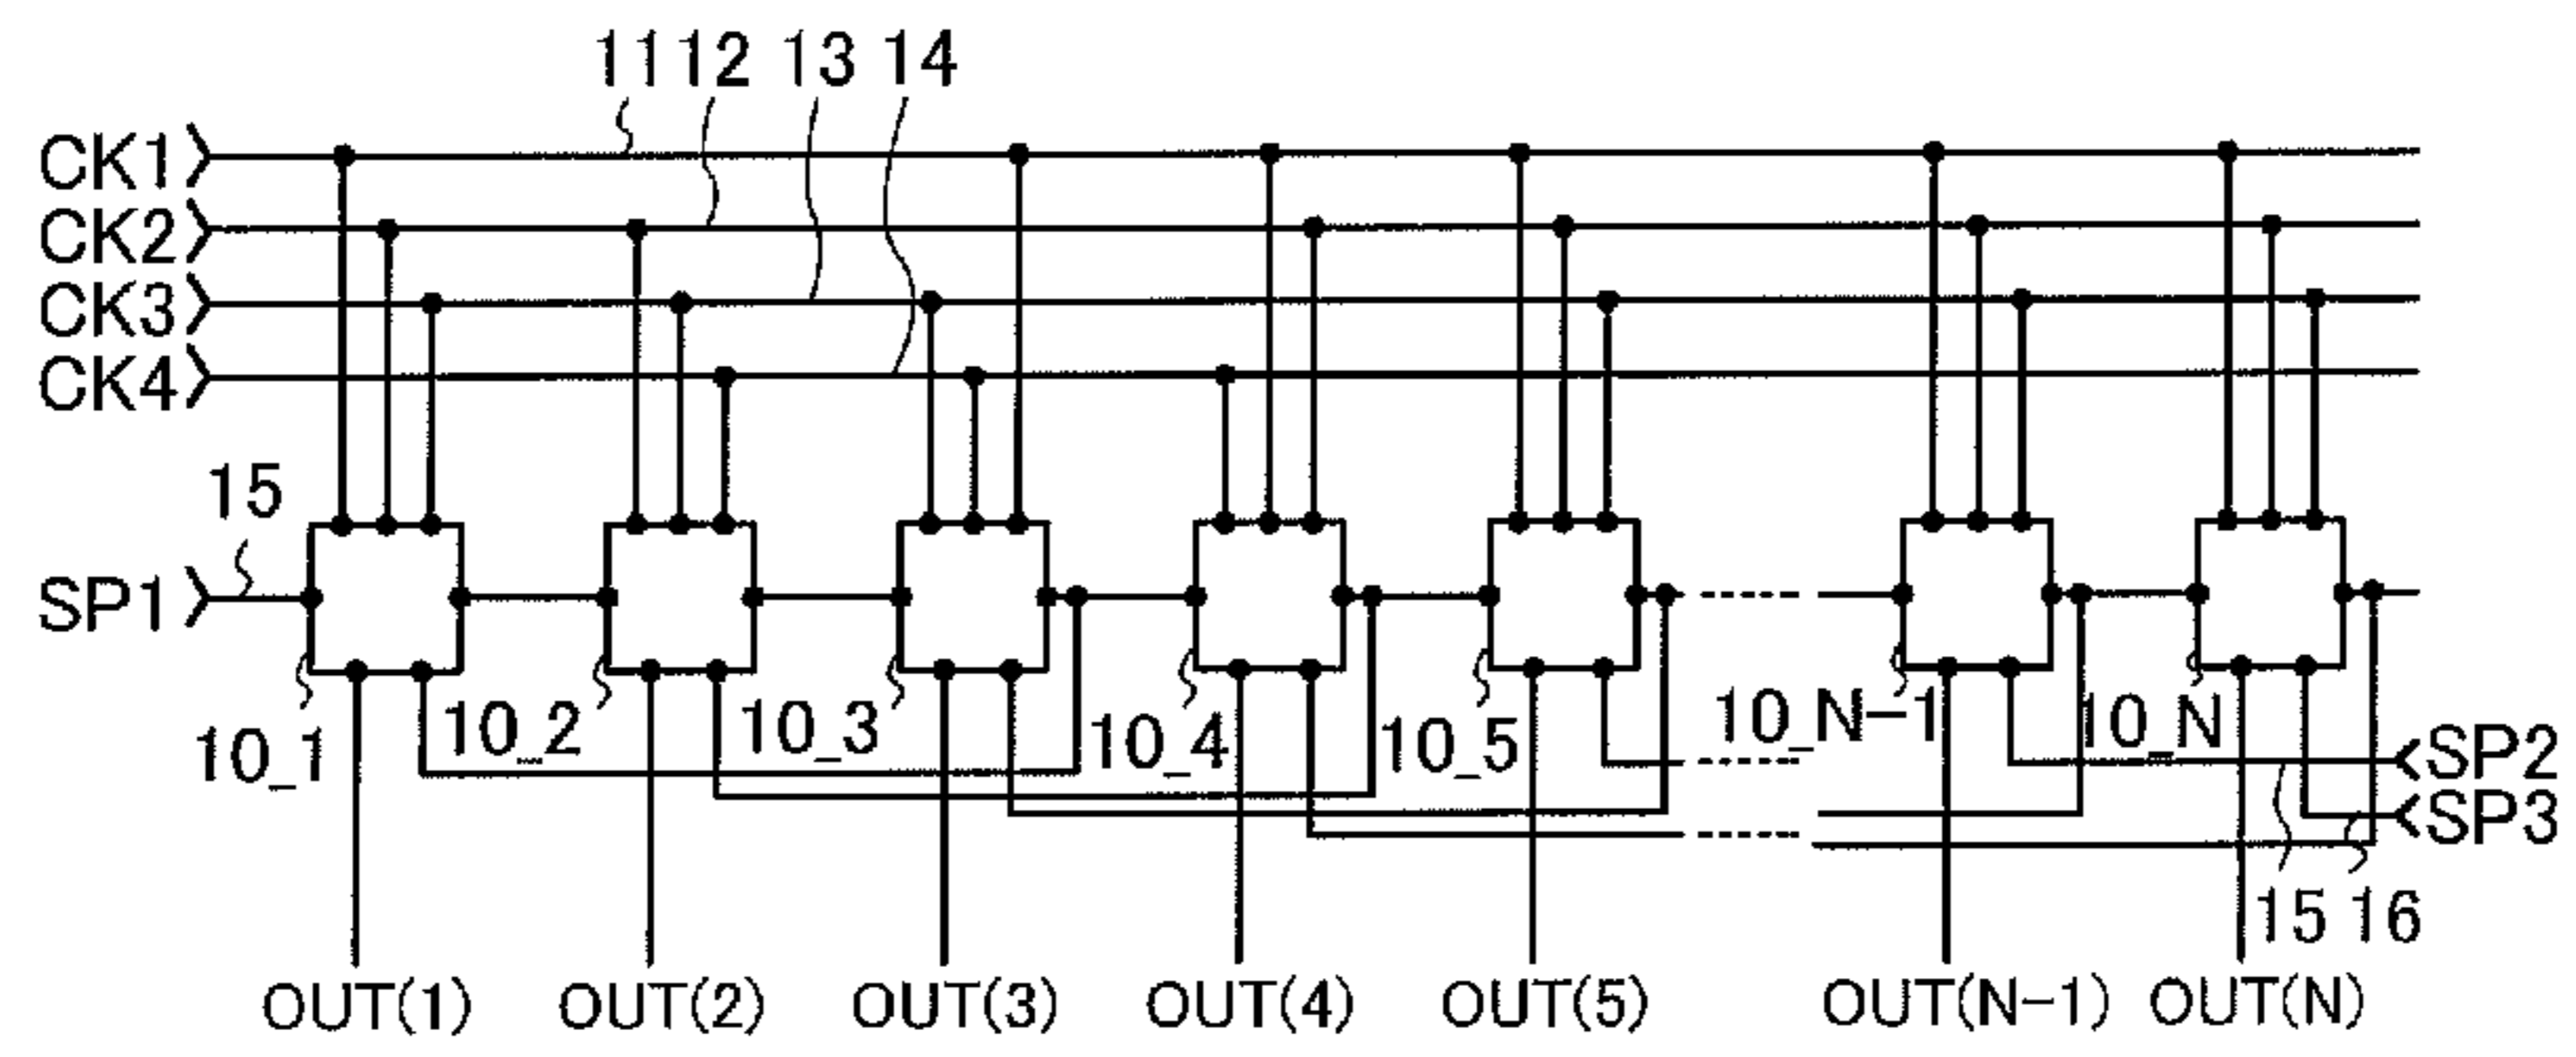 11 12 13 14
CK1
CK2
CK3
CK4
15
SP1
10_1 10_2 10_3 10_4 10_5 10_N-1 10_N
SP2
SP3
15 16
OUT(1) OUT(2) OUT(3) OUT(4) OUT(5) OUT(N-1) OUT(N)